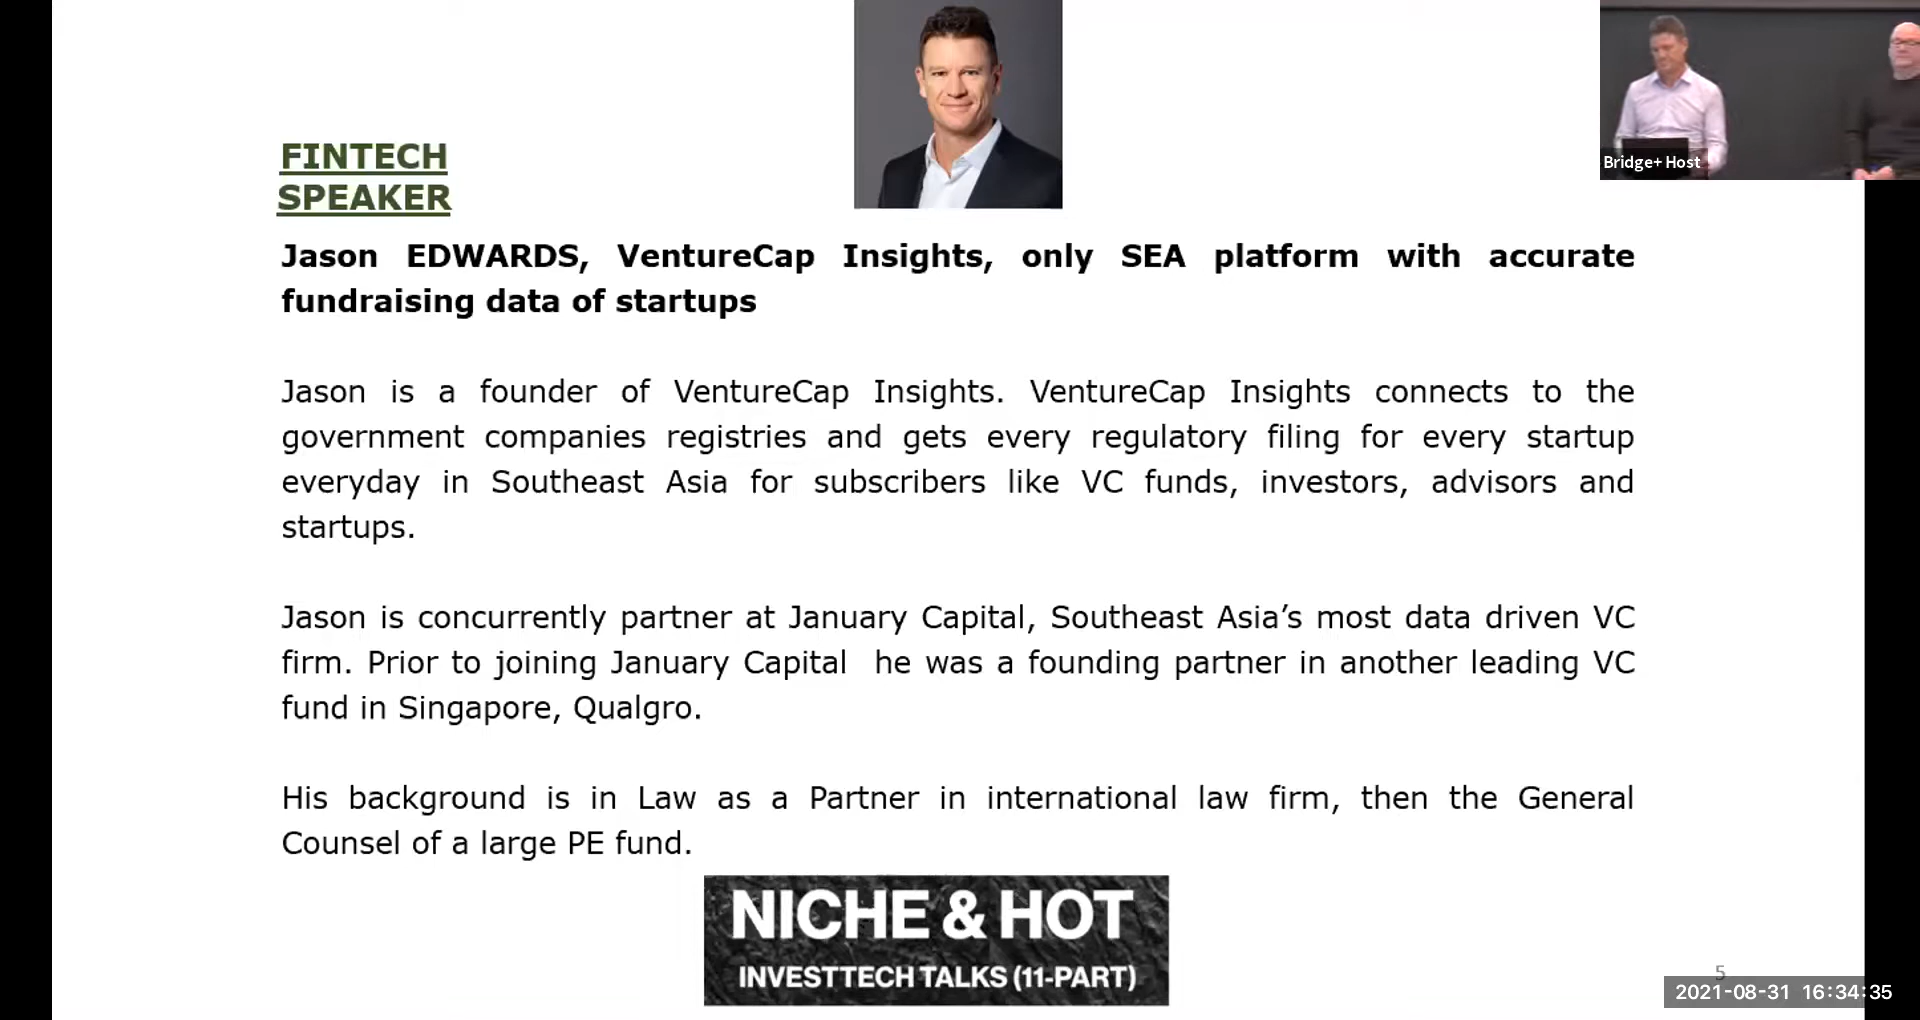 Bridge+ Host
FINTECH
SPEAKER
Jason EDWARDS, VentureCap Insights, only SEA platform with accurate
fundraising data of startups
Jason is a founder of VentureCap Insights. VentureCap Insights connects to the
government companies registries and gets every regulatory filing for every startup
everyday in Southeast Asia for subscribers like VC funds, investors, advisors and
startups.
Jason is concurrently partner at January Capital, Southeast Asia’s most data driven VC
firm. Prior to joining January Capital  he was a founding partner in another leading VC
fund in Singapore, Qualgro.
His background is in Law as a Partner in international law firm, then the General
Counsel of a large PE fund.
NICHE & HOT
INVESTTECH TALKS (11-PART)
5
2021-08-31 16:34:35